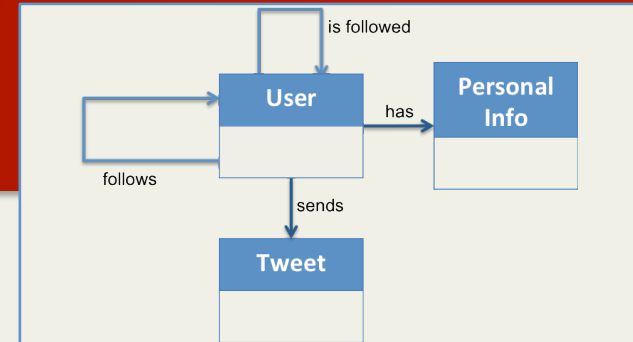 is followed
User
Personal
Info
has
follows
sends
Tweet